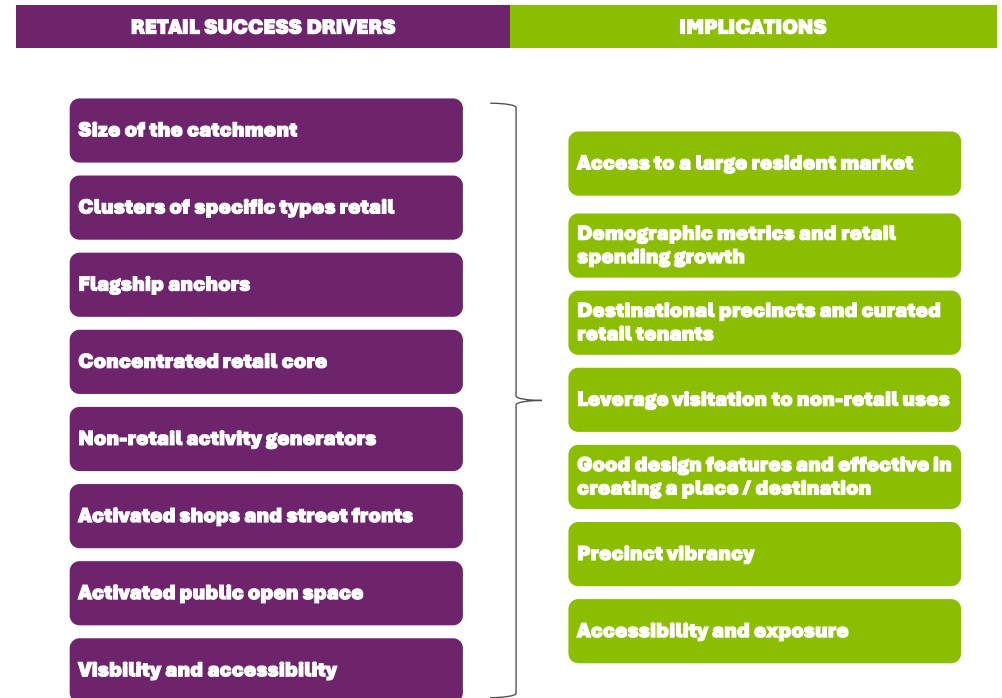 RETAIL SUCCESS DRIVERS
IMPLICATIONS
Size of the catchment
Clusters of specific types retail
Flagship anchors
Concentrated retail core
Non-retail activity generators
Activated shops and street fronts
Activated public open space
Visbility and accessibility
Access to a large resident market
Demographic metrics and retail
spending growth
Destinational precincts and curated
retail tenants
Leverage visitation to non-retail uses
Good design features and effective in
creating a place / destination
Precinct vibrancy
Accessibility and exposure